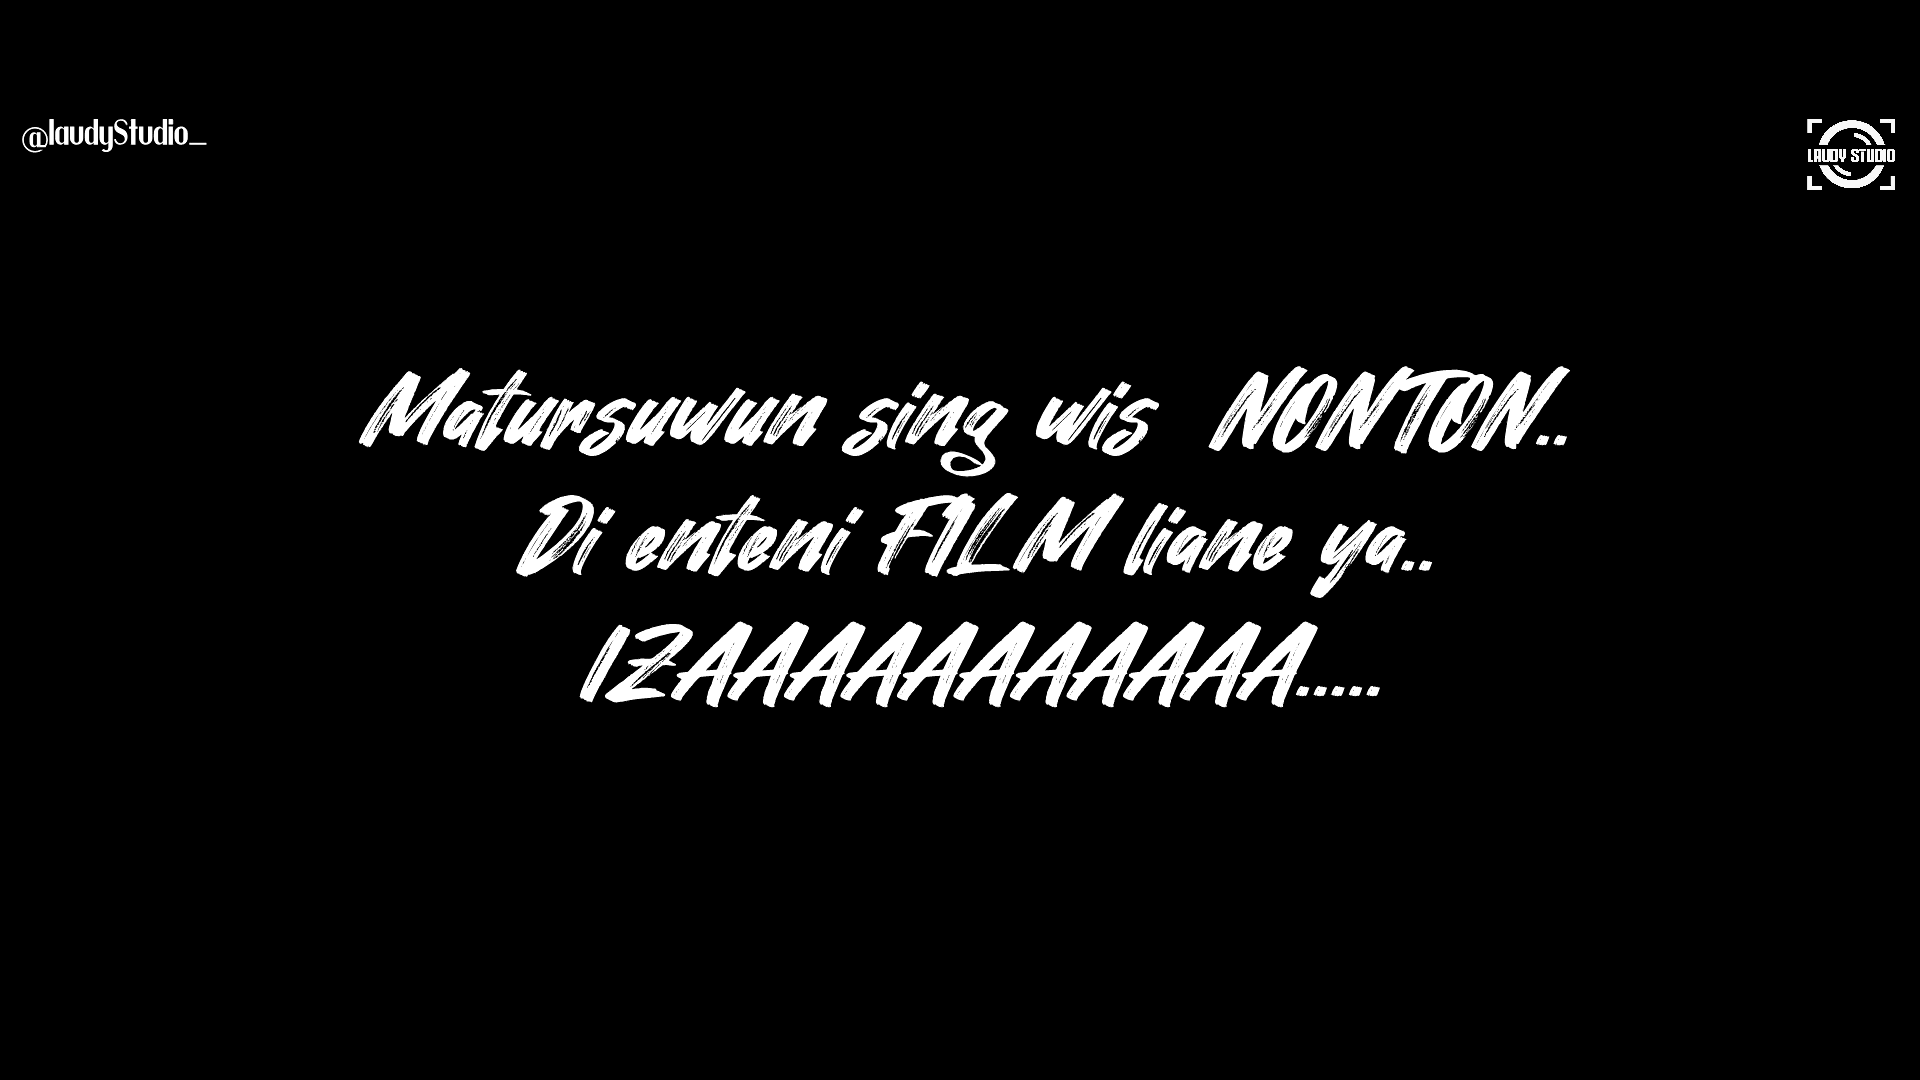 @laudyStudio_
LAUDY STUDIO
Matursuwun sing wis NONTON..
Di enteni FILM liane ya..
IZAAAAAAAAAAA.....